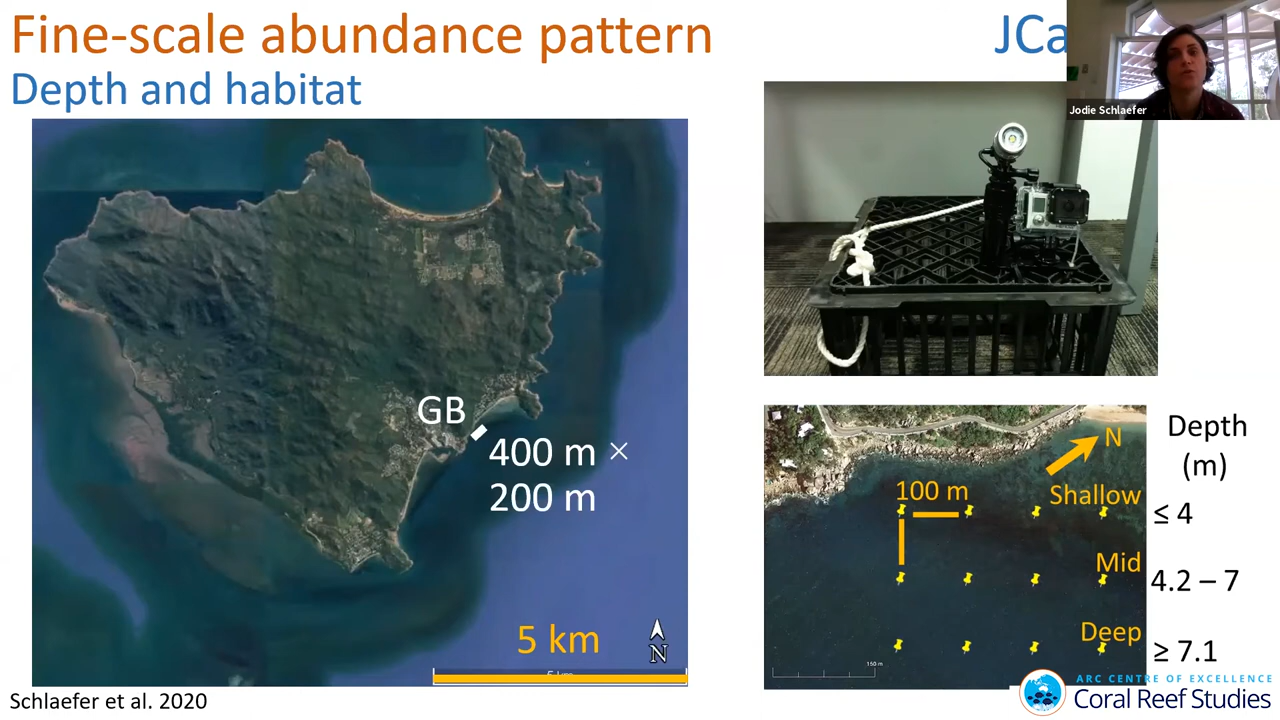 Fine-scale abundance pattern
JCa
Depth and habitat
Jodie Schlaefer
GB
400 m ×
200 m
5 km
N
N
100 m
Depth
(m)
Shallow
≤ 4
Mid
4.2 – 7
Deep
≥ 7.1
150 m
ARC CENTRE OF EXCELLENCE
Coral Reef Studies
Schlaefer et al. 2020